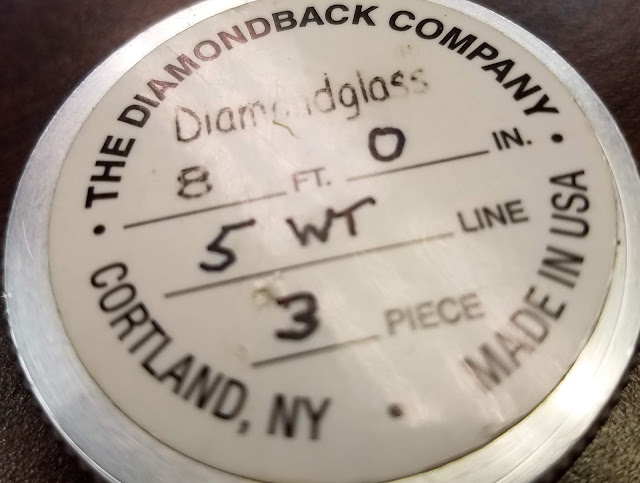 • THE DIAMONDBACK COMPANY •
Diamondglass
8 FT. 0 IN.
5 WT LINE
3 PIECE
CORTLAND, NY • MADE IN USA